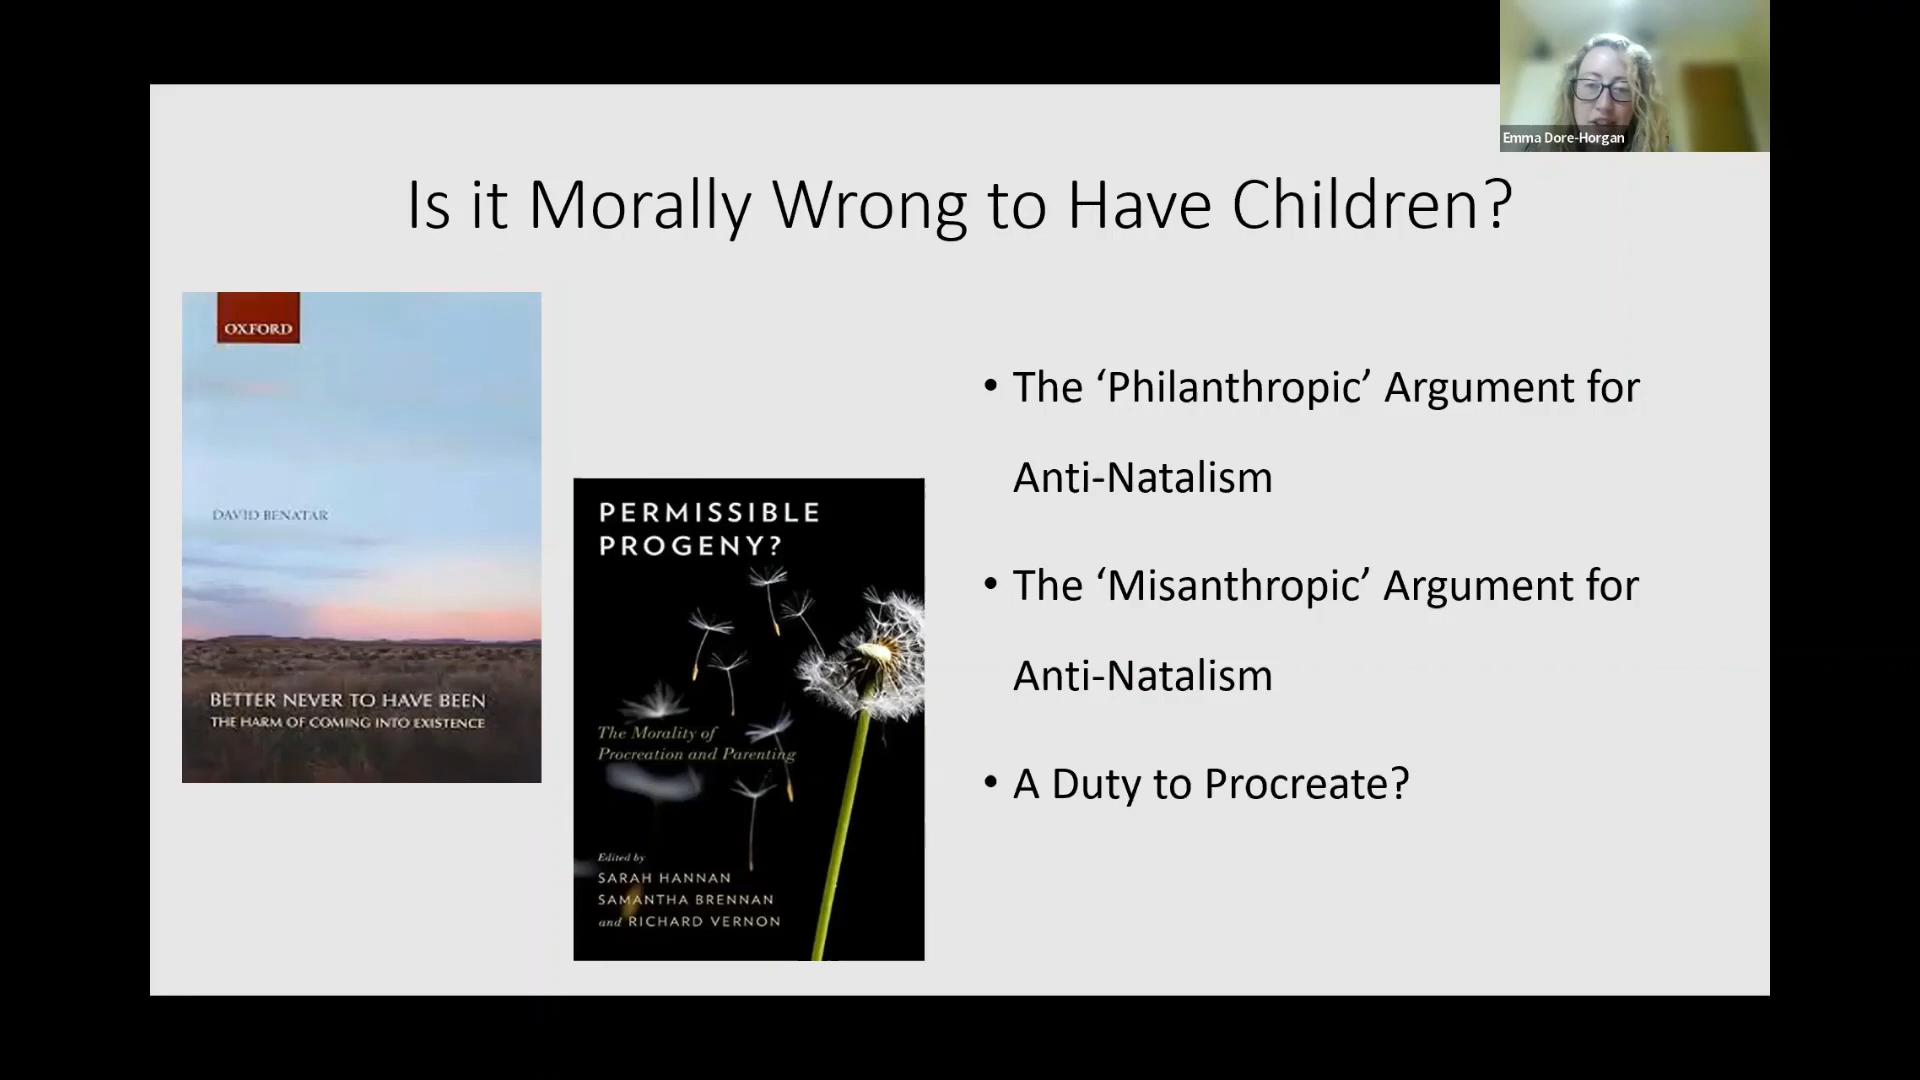 Emma Dore-Horgan
Is it Morally Wrong to Have Children?
OXFORD
DAVID BENATAR
BETTER NEVER TO HAVE BEEN
THE HARM OF COMING INTO EXISTENCE
PERMISSIBLE
PROGENY?
The Morality of
Procreation and Parenting
Edited by
SARAH HANNAN
SAMANTHA BRENNAN
and RICHARD VERNON
• The ‘Philanthropic’ Argument for
Anti-Natalism
• The ‘Misanthropic’ Argument for
Anti-Natalism
• A Duty to Procreate?